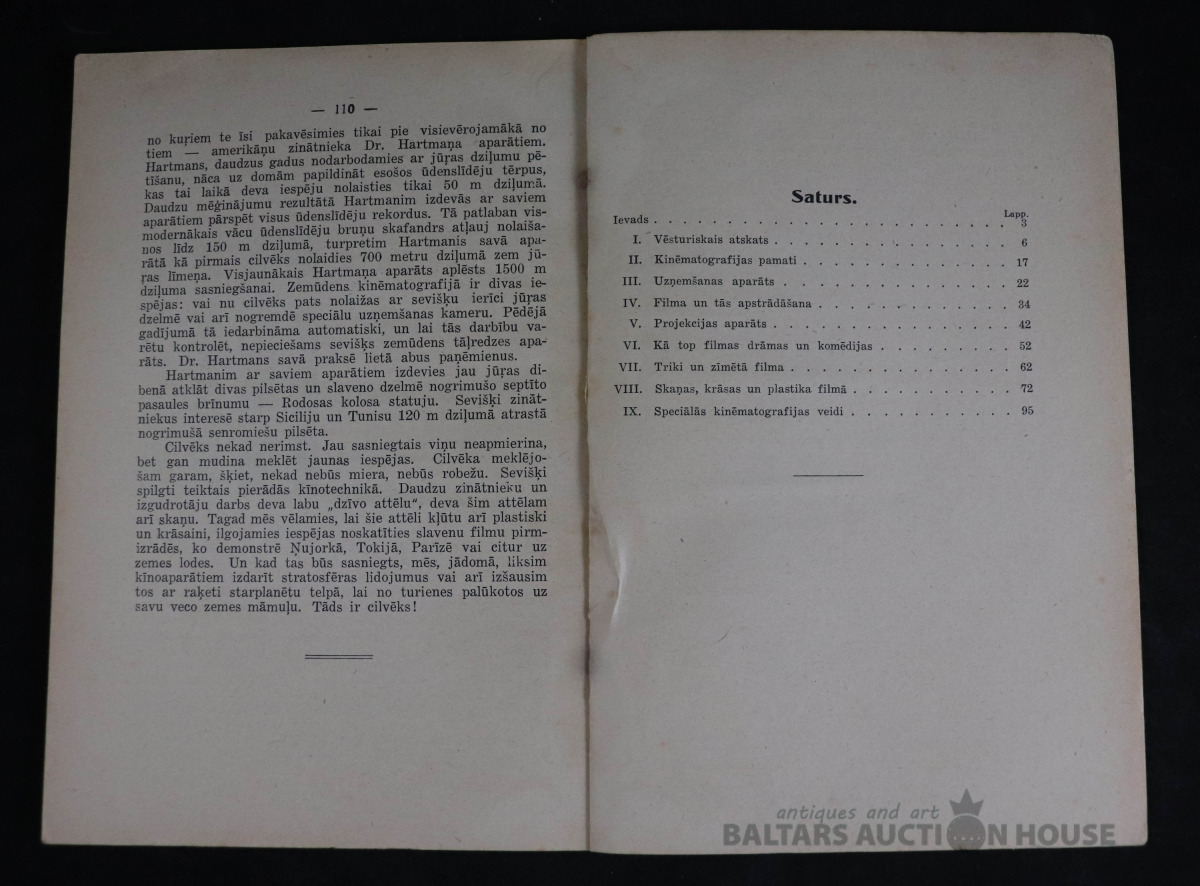 — 110 —
no kuŗiem te īsi pakavēsimies tikai pie visievērojamākā no
tiem — amerikāņu zinātnieka Dr. Hartmaņa aparātiem.
Hartmans, daudzus gadus nodarbodamies ar jūŗas dziļumu pē-
tīšanu, nāca uz domām papildināt esošos ūdenslīdēju tērpus,
kas tai laikā deva iespēju nolaisties tikai 50 m dziļumā.
Daudzu mēģinājumu rezultātā Hartmanim izdevās ar saviem
aparātiem pārspēt visus ūdenslīdēju rekordus. Tā patlaban vis-
modernākais vācu ūdenslīdēju bruņu skafandrs atļauj nolaiša-
nos līdz 150 m dziļumā, turpretim Hartmanis savā apa-
rātā kā pirmais cilvēks nolaidies 700 metru dziļumā zem jū-
ŗas līmeņa. Visjaunākais Hartmaņa aparāts aplēsts 1500 m
dziļuma sasniegšanai. Zemūdens kinēmatografijā ir divas ie-
spējas: vai nu cilvēks pats nolaižas ar sevišķu ierīci jūŗas
dzelmē vai arī nogremdē speciālu uzņemšanas kameru. Pēdējā
gadījumā tā iedarbināma automatiski, un lai tās darbību va-
rētu kontrolēt, nepieciešams sevišķs zemūdens tāļredzes apa-
rāts. Dr. Hartmans savā praksē lietā abus paņēmienus.
Hartmanim ar saviem aparātiem izdevies jau jūŗas di-
benā atklāt divas pilsētas un slaveno dzelmē nogrimušo septīto
pasaules brīnumu — Rodosas kolosa statuju. Sevišķi zināt-
niekus interesē starp Siciliju un Tunisu 120 m dziļumā atrastā
nogrimušā senromiešu pilsēta.
Cilvēks nekad nerimst. Jau sasniegtais viņu neapmierina,
bet gan mudina meklēt jaunas iespējas. Cilvēka meklējo-
šam garam, šķiet, nekad nebūs miera, nebūs robežu. Sevišķi
spilgti teiktais pierādās kīnotechnikā. Daudzu zinātnieku un
izgudrotāju darbs deva labu „dzīvo attēlu", deva šim attēlam
arī skaņu. Tagad mēs vēlamies, lai šie attēli kļūtu arī plastiski
un krāsaini, ilgojamies iespējas noskatīties slavenu filmu pirm-
izrādēs, ko demonstrē Ņujorkā, Tokijā, Parīzē vai citur uz
zemes lodes. Un kad tas būs sasniegts, mēs, jādomā, liksim
kīnoaparātiem izdarīt stratosfēras lidojumus vai arī izšausim
tos ar raķeti starplanētu telpā, lai no turienes palūkotos uz
savu veco zemes māmuļu. Tāds ir cilvēks!
Saturs.
Lapp.
Ievads . . . . . . . . . . . . . . . . . 3
I. Vēsturiskais atskats . . . . . . . . . . . . 6
II. Kinēmatografijas pamati . . . . . . . . . . . 17
III. Uzņemšanas aparāts . . . . . . . . . . . . 22
IV. Filma un tās apstrādāšana . . . . . . . . . . 34
V. Projekcijas aparāts . . . . . . . . . . . . 42
VI. Kā top filmas drāmas un komēdijas . . . . . . . . 52
VII. Triki un zīmētā filma . . . . . . . . . . . 62
VIII. Skaņas, krāsas un plastika filmā . . . . . . . . . 72
IX. Speciālās kinēmatografijas veidi . . . . . . . . . 95
antiques and art
BALTARS AUCTION HOUSE